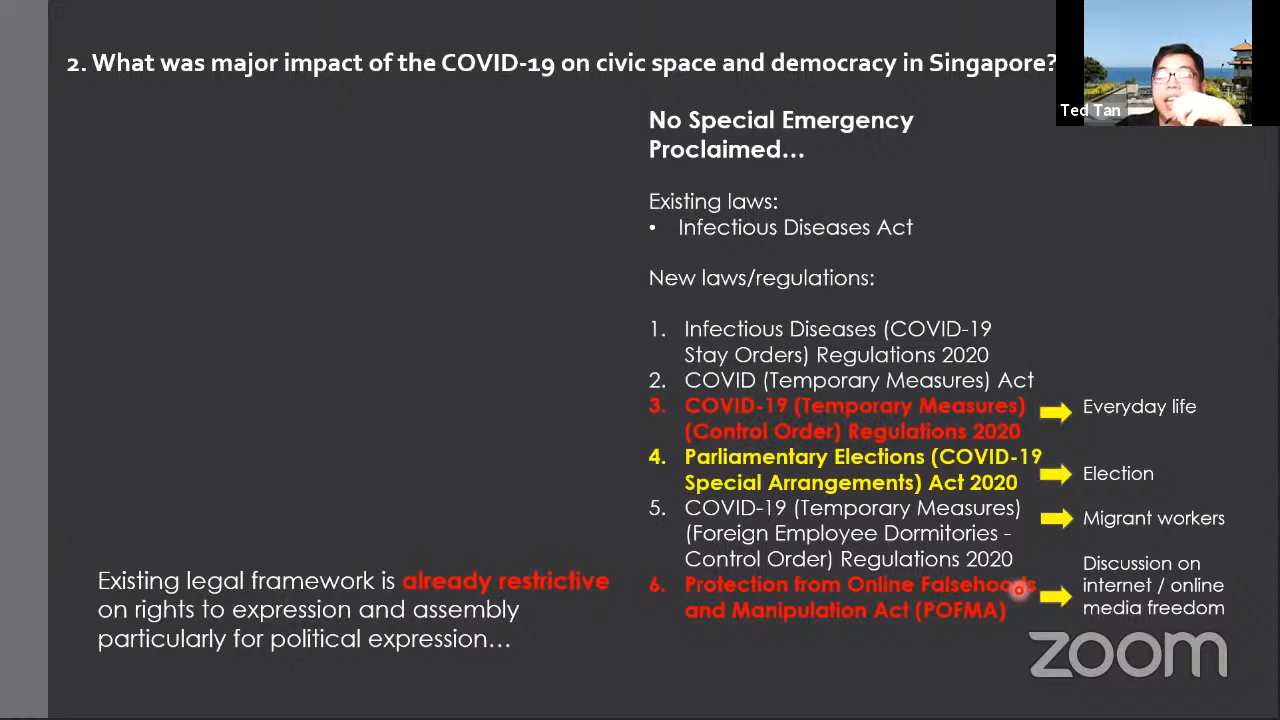 2. What was major impact of the COVID-19 on civic space and democracy in Singapore?
Ted Tan
No Special Emergency
Proclaimed...
Existing laws:
• Infectious Diseases Act
New laws/regulations:
1. Infectious Diseases (COVID-19
Stay Orders) Regulations 2020
2. COVID (Temporary Measures) Act
3. COVID-19 (Temporary Measures)
(Control Order) Regulations 2020
Everyday life
4. Parliamentary Elections (COVID-19
Special Arrangements) Act 2020
Election
5. COVID-19 (Temporary Measures)
(Foreign Employee Dormitories -
Control Order) Regulations 2020
Migrant workers
6. Protection from Online Falsehoods
and Manipulation Act (POFMA)
Discussion on
internet / online
media freedom
Existing legal framework is already restrictive
on rights to expression and assembly
particularly for political expression...
zoom